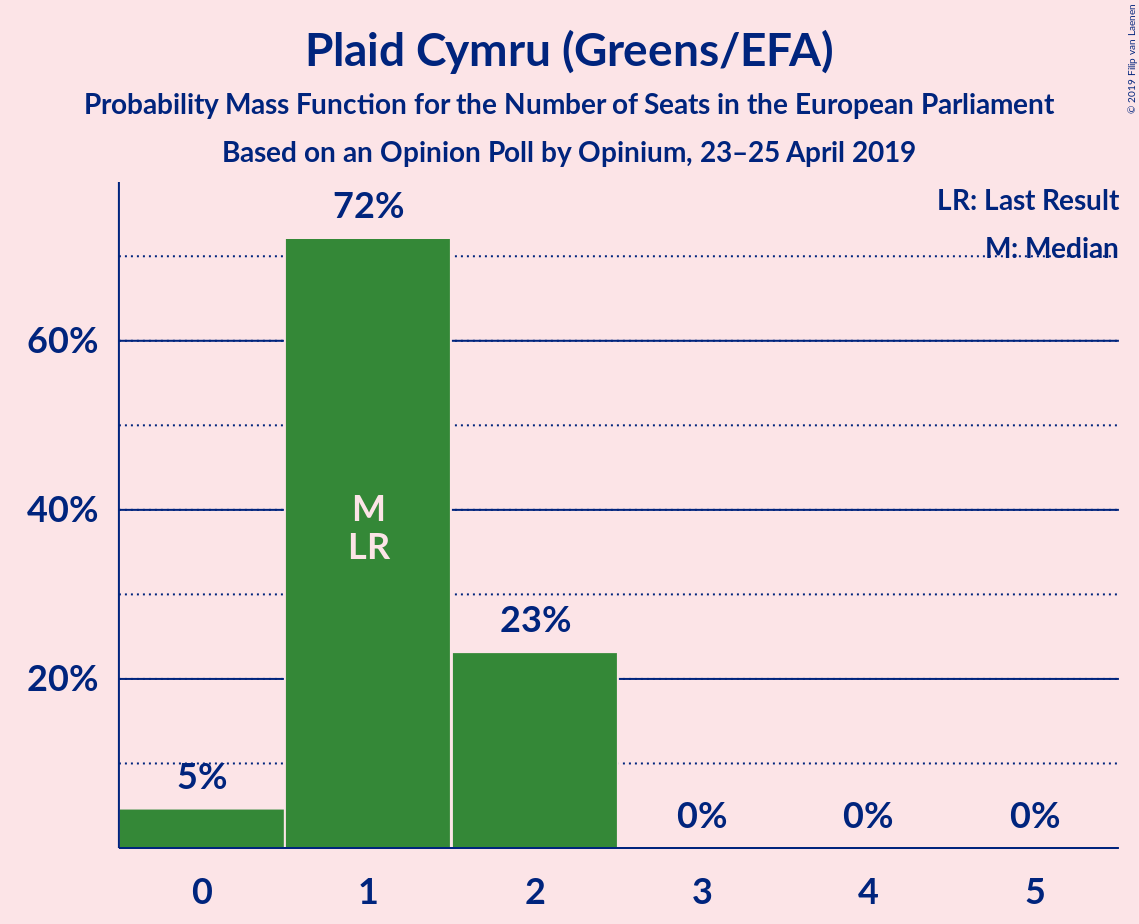 Plaid Cymru (Greens/EFA)
Probability Mass Function for the Number of Seats in the European Parliament
Based on an Opinion Poll by Opinium, 23–25 April 2019
© 2019 Filip van Laenen
LR: Last Result
M: Median
72%
60%
40%
M
LR
23%
20%
5%
0%
0%
0%
0
1
2
3
4
5